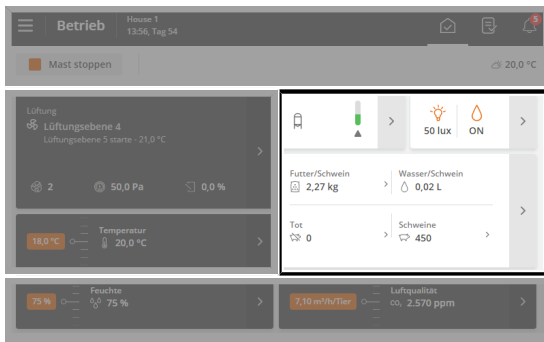 Betrieb
House 1
13:56, Tag 54
5
Mast stoppen
20,0 °C
Lüftung
Lüftungsebene 4
Lüftungsebene 5 starte - 21,0 °C
2
50,0 Pa
0,0 %
50 lux
ON
Futter/Schwein
2,27 kg
Wasser/Schwein
0,02 L
Tot
0
Schweine
450
18,0 °C
Temperatur
20,0 °C
75 %
Feuchte
75 %
7,10 m³/h/Tier
Luftqualität
CO₂ 2.570 ppm